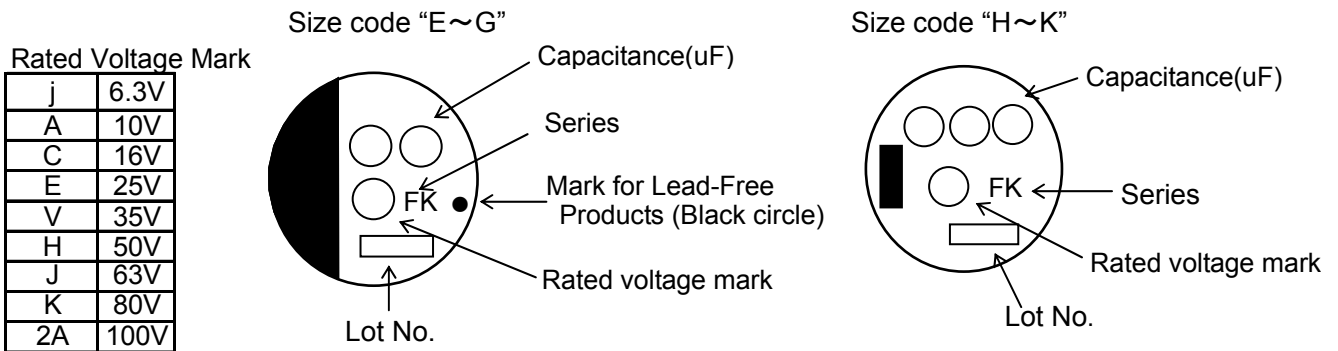 Size code “E～G”
Size code “H～K”
Rated Voltage Mark
j 6.3V
A 10V
C 16V
E 25V
V 35V
H 50V
J 63V
K 80V
2A 100V
Capacitance(uF)
Series
FK
Mark for Lead-Free
Products (Black circle)
Rated voltage mark
Lot No.
Capacitance(uF)
FK
Series
Rated voltage mark
Lot No.